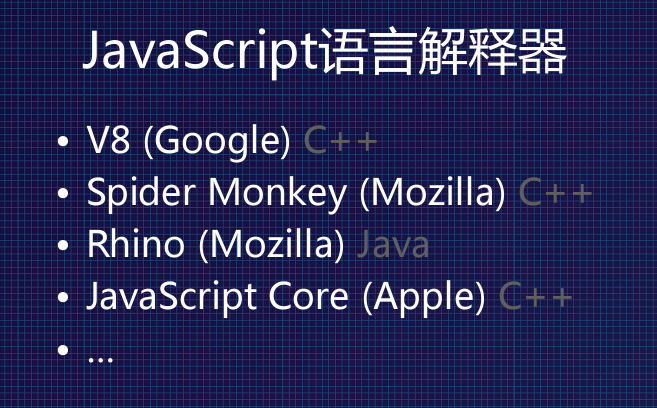 JavaScript语言解释器
• V8 (Google) C++
• Spider Monkey (Mozilla) C++
• Rhino (Mozilla) Java
• JavaScript Core (Apple) C++
• ...